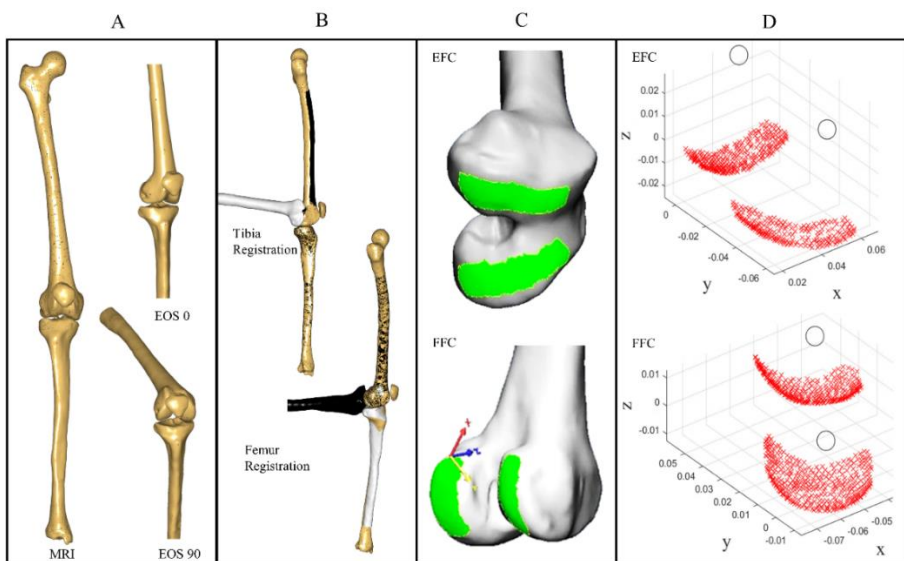 A
B
C
D
MRI
EOS 0
EOS 90
Tibia
Registration
Femur
Registration
EFC
FFC
EFC
0.02
0.01
z
0
-0.01
-0.02
0
-0.02
-0.04
-0.06
y
0.02
0.04
0.06
x
FFC
0.01
z
0
-0.01
0.05
0.04
0.03
0.02
0.01
0
-0.01
y
-0.07
-0.06
-0.05
x